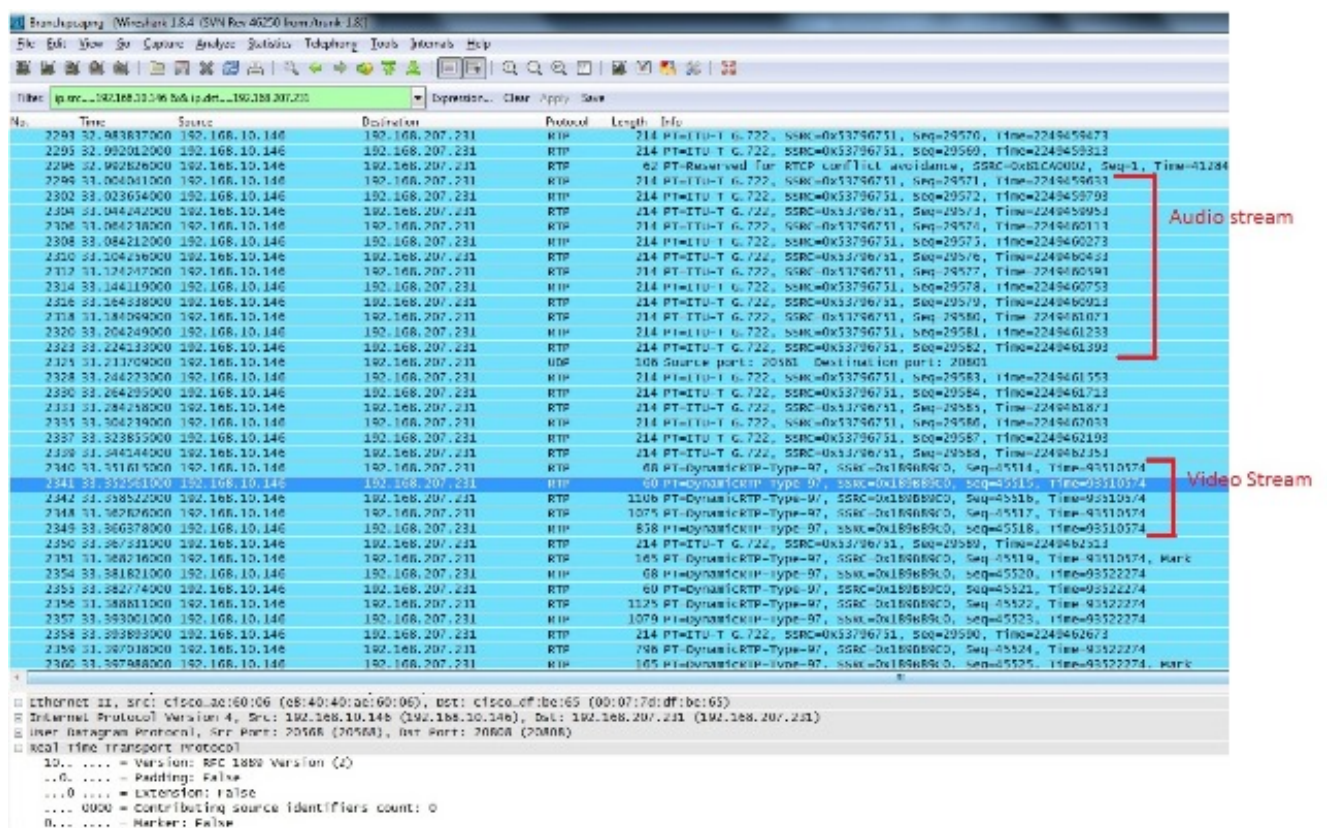 [Wireshark 1.8.4 (SVN Rev 46250 from /trunk-1.8)]
File Edit View Go Capture Analyze Statistics Telephony Tools Internals Help
Filter: Expression... Clear Apply Save
No. Time Source Destination Protocol Length Info
2293 32.983837000 192.168.10.146 192.168.207.231 RTP 214 PT=ITU-T G.722, SSRC=0x53796751, Seq=29570, Time=2249459473
2295 32.992012000 192.168.10.146 192.168.207.231 RTP 214 PT=ITU-T G.722, SSRC=0x53796751, Seq=29569, Time=2249459313
2296 32.992826000 192.168.10.146 192.168.207.231 RTP 62 PT=Reserved for RTCP conflict avoidance, SSRC=0x81CA0002, Seq=1, Time=41284
2299 33.004041000 192.168.10.146 192.168.207.231 RTP 214 PT=ITU-T G.722, SSRC=0x53796751, Seq=29571, Time=2249459633
2302 33.023654000 192.168.10.146 192.168.207.231 RTP 214 PT=ITU-T G.722, SSRC=0x53796751, Seq=29572, Time=2249459793
2304 33.044242000 192.168.10.146 192.168.207.231 RTP 214 PT=ITU-T G.722, SSRC=0x53796751, Seq=29573, Time=2249459953
2306 33.064238000 192.168.10.146 192.168.207.231 RTP 214 PT=ITU-T G.722, SSRC=0x53796751, Seq=29574, Time=2249460113
Audio stream
2308 33.084212000 192.168.10.146 192.168.207.231 RTP 214 PT=ITU-T G.722, SSRC=0x53796751, Seq=29575, Time=2249460273
2310 33.104256000 192.168.10.146 192.168.207.231 RTP 214 PT=ITU-T G.722, SSRC=0x53796751, Seq=29576, Time=2249460433
2312 33.124247000 192.168.10.146 192.168.207.231 RTP 214 PT=ITU-T G.722, SSRC=0x53796751, Seq=29577, Time=2249460593
2314 33.144119000 192.168.10.146 192.168.207.231 RTP 214 PT=ITU-T G.722, SSRC=0x53796751, Seq=29578, Time=2249460753
2316 33.164338000 192.168.10.146 192.168.207.231 RTP 214 PT=ITU-T G.722, SSRC=0x53796751, Seq=29579, Time=2249460913
2318 33.184099000 192.168.10.146 192.168.207.231 RTP 214 PT=ITU-T G.722, SSRC=0x53796751, Seq=29580, Time=2249461073
2320 33.204249000 192.168.10.146 192.168.207.231 RTP 214 PT=ITU-T G.722, SSRC=0x53796751, Seq=29581, Time=2249461233
2323 33.224133000 192.168.10.146 192.168.207.231 RTP 214 PT=ITU-T G.722, SSRC=0x53796751, Seq=29582, Time=2249461393
2325 33.233709000 192.168.10.146 192.168.207.231 UDP 106 Source port: 20561 Destination port: 20801
2328 33.244223000 192.168.10.146 192.168.207.231 RTP 214 PT=ITU-T G.722, SSRC=0x53796751, Seq=29583, Time=2249461553
2330 33.264295000 192.168.10.146 192.168.207.231 RTP 214 PT=ITU-T G.722, SSRC=0x53796751, Seq=29584, Time=2249461713
2333 33.284258000 192.168.10.146 192.168.207.231 RTP 214 PT=ITU-T G.722, SSRC=0x53796751, Seq=29585, Time=2249461873
2335 33.304239000 192.168.10.146 192.168.207.231 RTP 214 PT=ITU-T G.722, SSRC=0x53796751, Seq=29586, Time=2249462033
2337 33.323855000 192.168.10.146 192.168.207.231 RTP 214 PT=ITU-T G.722, SSRC=0x53796751, Seq=29587, Time=2249462193
2339 33.344144000 192.168.10.146 192.168.207.231 RTP 214 PT=ITU-T G.722, SSRC=0x53796751, Seq=29588, Time=2249462353
2340 33.351615000 192.168.10.146 192.168.207.231 RTP 68 PT=DynamicRTP-Type-97, SSRC=0x189B89C0, Seq=45514, Time=93510574
2341 33.352561000 192.168.10.146 192.168.207.231 RTP 60 PT=DynamicRTP-Type-97, SSRC=0x189B89C0, Seq=45515, Time=93510574
Video Stream
2342 33.358522000 192.168.10.146 192.168.207.231 RTP 1106 PT=DynamicRTP-Type-97, SSRC=0x189B89C0, Seq=45516, Time=93510574
2348 33.362826000 192.168.10.146 192.168.207.231 RTP 1075 PT=DynamicRTP-Type-97, SSRC=0x189B89C0, Seq=45517, Time=93510574
2349 33.366378000 192.168.10.146 192.168.207.231 RTP 858 PT=DynamicRTP-Type-97, SSRC=0x189B89C0, Seq=45518, Time=93510574
2350 33.367331000 192.168.10.146 192.168.207.231 RTP 214 PT=ITU-T G.722, SSRC=0x53796751, Seq=29589, Time=2249462513
2351 33.368236000 192.168.10.146 192.168.207.231 RTP 165 PT=DynamicRTP-Type-97, SSRC=0x189B89C0, Seq=45519, Time=93510574, Mark
2354 33.381821000 192.168.10.146 192.168.207.231 RTP 68 PT=DynamicRTP-Type-97, SSRC=0x189B89C0, Seq=45520, Time=93522274
2355 33.382774000 192.168.10.146 192.168.207.231 RTP 60 PT=DynamicRTP-Type-97, SSRC=0x189B89C0, Seq=45521, Time=93522274
2356 33.388611000 192.168.10.146 192.168.207.231 RTP 1125 PT=DynamicRTP-Type-97, SSRC=0x189B89C0, Seq=45522, Time=93522274
2357 33.393001000 192.168.10.146 192.168.207.231 RTP 1079 PT=DynamicRTP-Type-97, SSRC=0x189B89C0, Seq=45523, Time=93522274
2358 33.393893000 192.168.10.146 192.168.207.231 RTP 214 PT=ITU-T G.722, SSRC=0x53796751, Seq=29590, Time=2249462673
2359 33.397038000 192.168.10.146 192.168.207.231 RTP 796 PT=DynamicRTP-Type-97, SSRC=0x189B89C0, Seq=45524, Time=93522274
2360 33.397988000 192.168.10.146 192.168.207.231 RTP 165 PT=DynamicRTP-Type-97, SSRC=0x189B89C0, Seq=45525, Time=93522274, Mark
Ethernet II, Src: Cisco_ae:60:06 (e8:40:40:ae:60:06), Dst: Cisco_df:be:65 (00:07:7d:df:be:65)
Internet Protocol Version 4, Src: 192.168.10.146 (192.168.10.146), Dst: 192.168.207.231 (192.168.207.231)
User Datagram Protocol, Src Port: 20568 (20568), Dst Port: 20808 (20808)
Real Time Transport Protocol
10.. .... = Version: RFC 1889 Version (2)
..0. .... = Padding: False
...0 .... = Extension: False
.... 0000 = Contributing source identifiers count: 0
0... .... = Marker: False